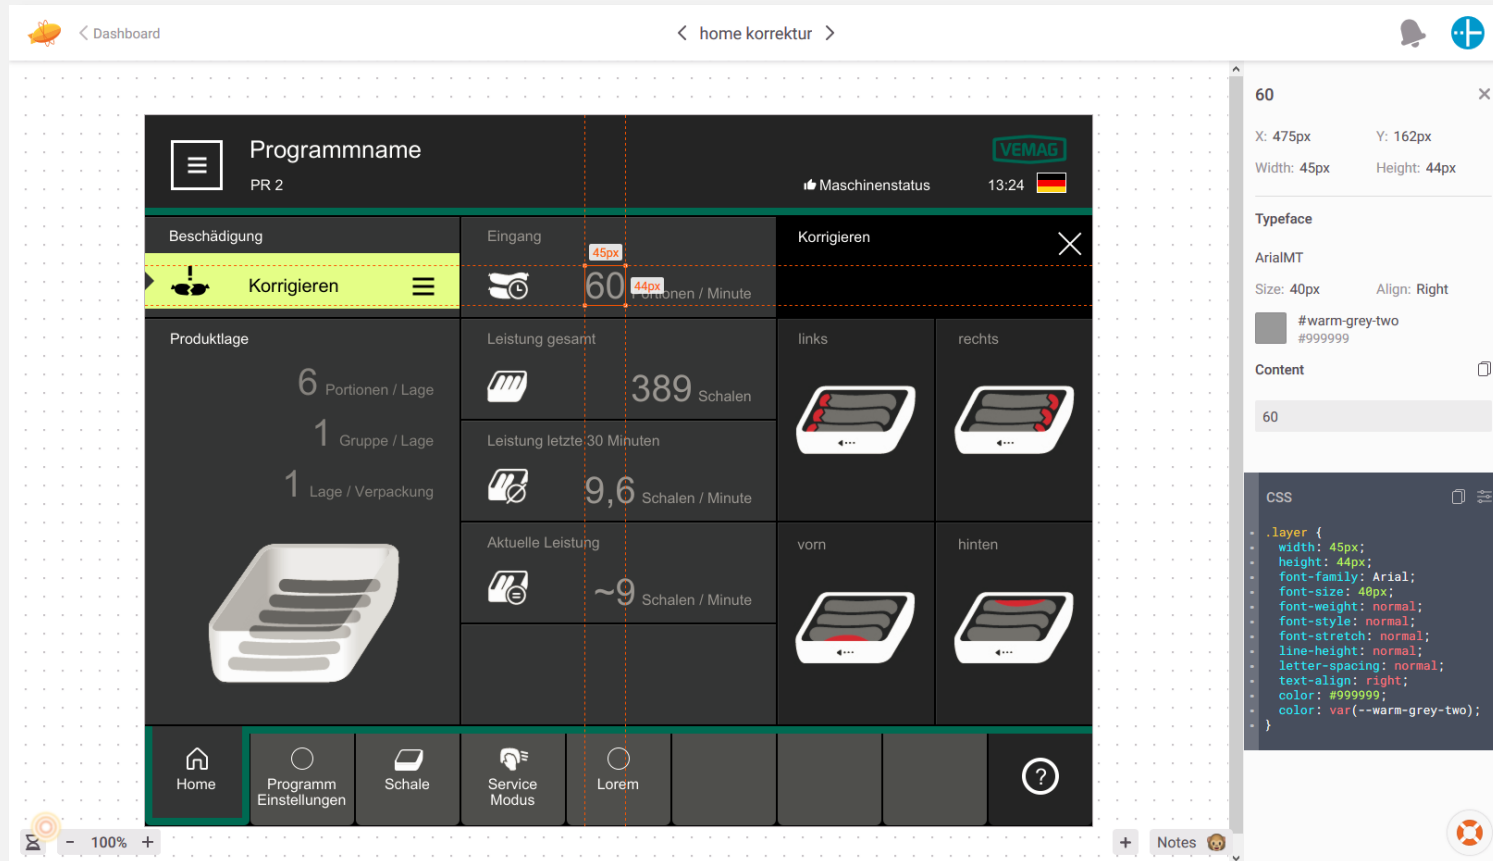 Dashboard
home korrektur
Programmname
PR 2
VEMAG
Maschinenstatus
13:24
Beschädigung
Korrigieren
Eingang
45px
60
44px
Portionen / Minute
Korrigieren
Produktlage
6 Portionen / Lage
1 Gruppe / Lage
1 Lage / Verpackung
Leistung gesamt
389 Schalen
Leistung letzte 30 Minuten
9,6 Schalen / Minute
Aktuelle Leistung
~9 Schalen / Minute
links
rechts
vorn
hinten
Home
Programm
Einstellungen
Schale
Service
Modus
Lorem
?
- 100% +
+
Notes
60
X: 475px Y: 162px
Width: 45px Height: 44px
Typeface
ArialMT
Size: 40px Align: Right
#warm-grey-two
#999999
Content
60
CSS
.layer {
width: 45px;
height: 44px;
font-family: Arial;
font-size: 40px;
font-weight: normal;
font-style: normal;
font-stretch: normal;
line-height: normal;
letter-spacing: normal;
text-align: right;
color: #999999;
color: var(--warm-grey-two);
}